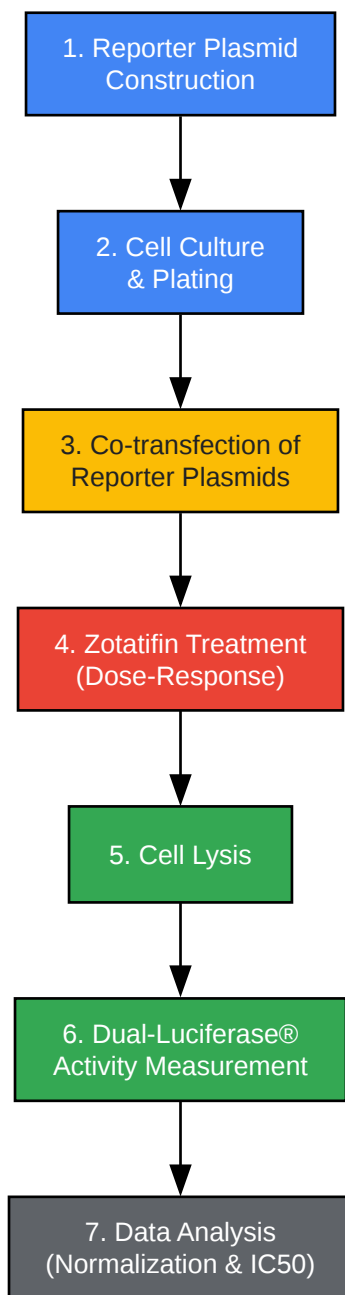 1. Reporter Plasmid
Construction
2. Cell Culture
& Plating
3. Co-transfection of
Reporter Plasmids
4. Zotatifin Treatment
(Dose-Response)
5. Cell Lysis
6. Dual-Luciferase®
Activity Measurement
7. Data Analysis
(Normalization & IC50)